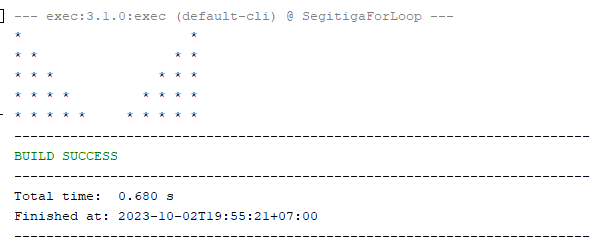 --- exec:3.1.0:exec (default-cli) @ SegitigaForLoop ---
*                     *
* *                 * *
* * *             * * *
* * * *         * * * *
* * * * *     * * * * *
------------------------------------------------------------------------
BUILD SUCCESS
------------------------------------------------------------------------
Total time:  0.680 s
Finished at: 2023-10-02T19:55:21+07:00
------------------------------------------------------------------------